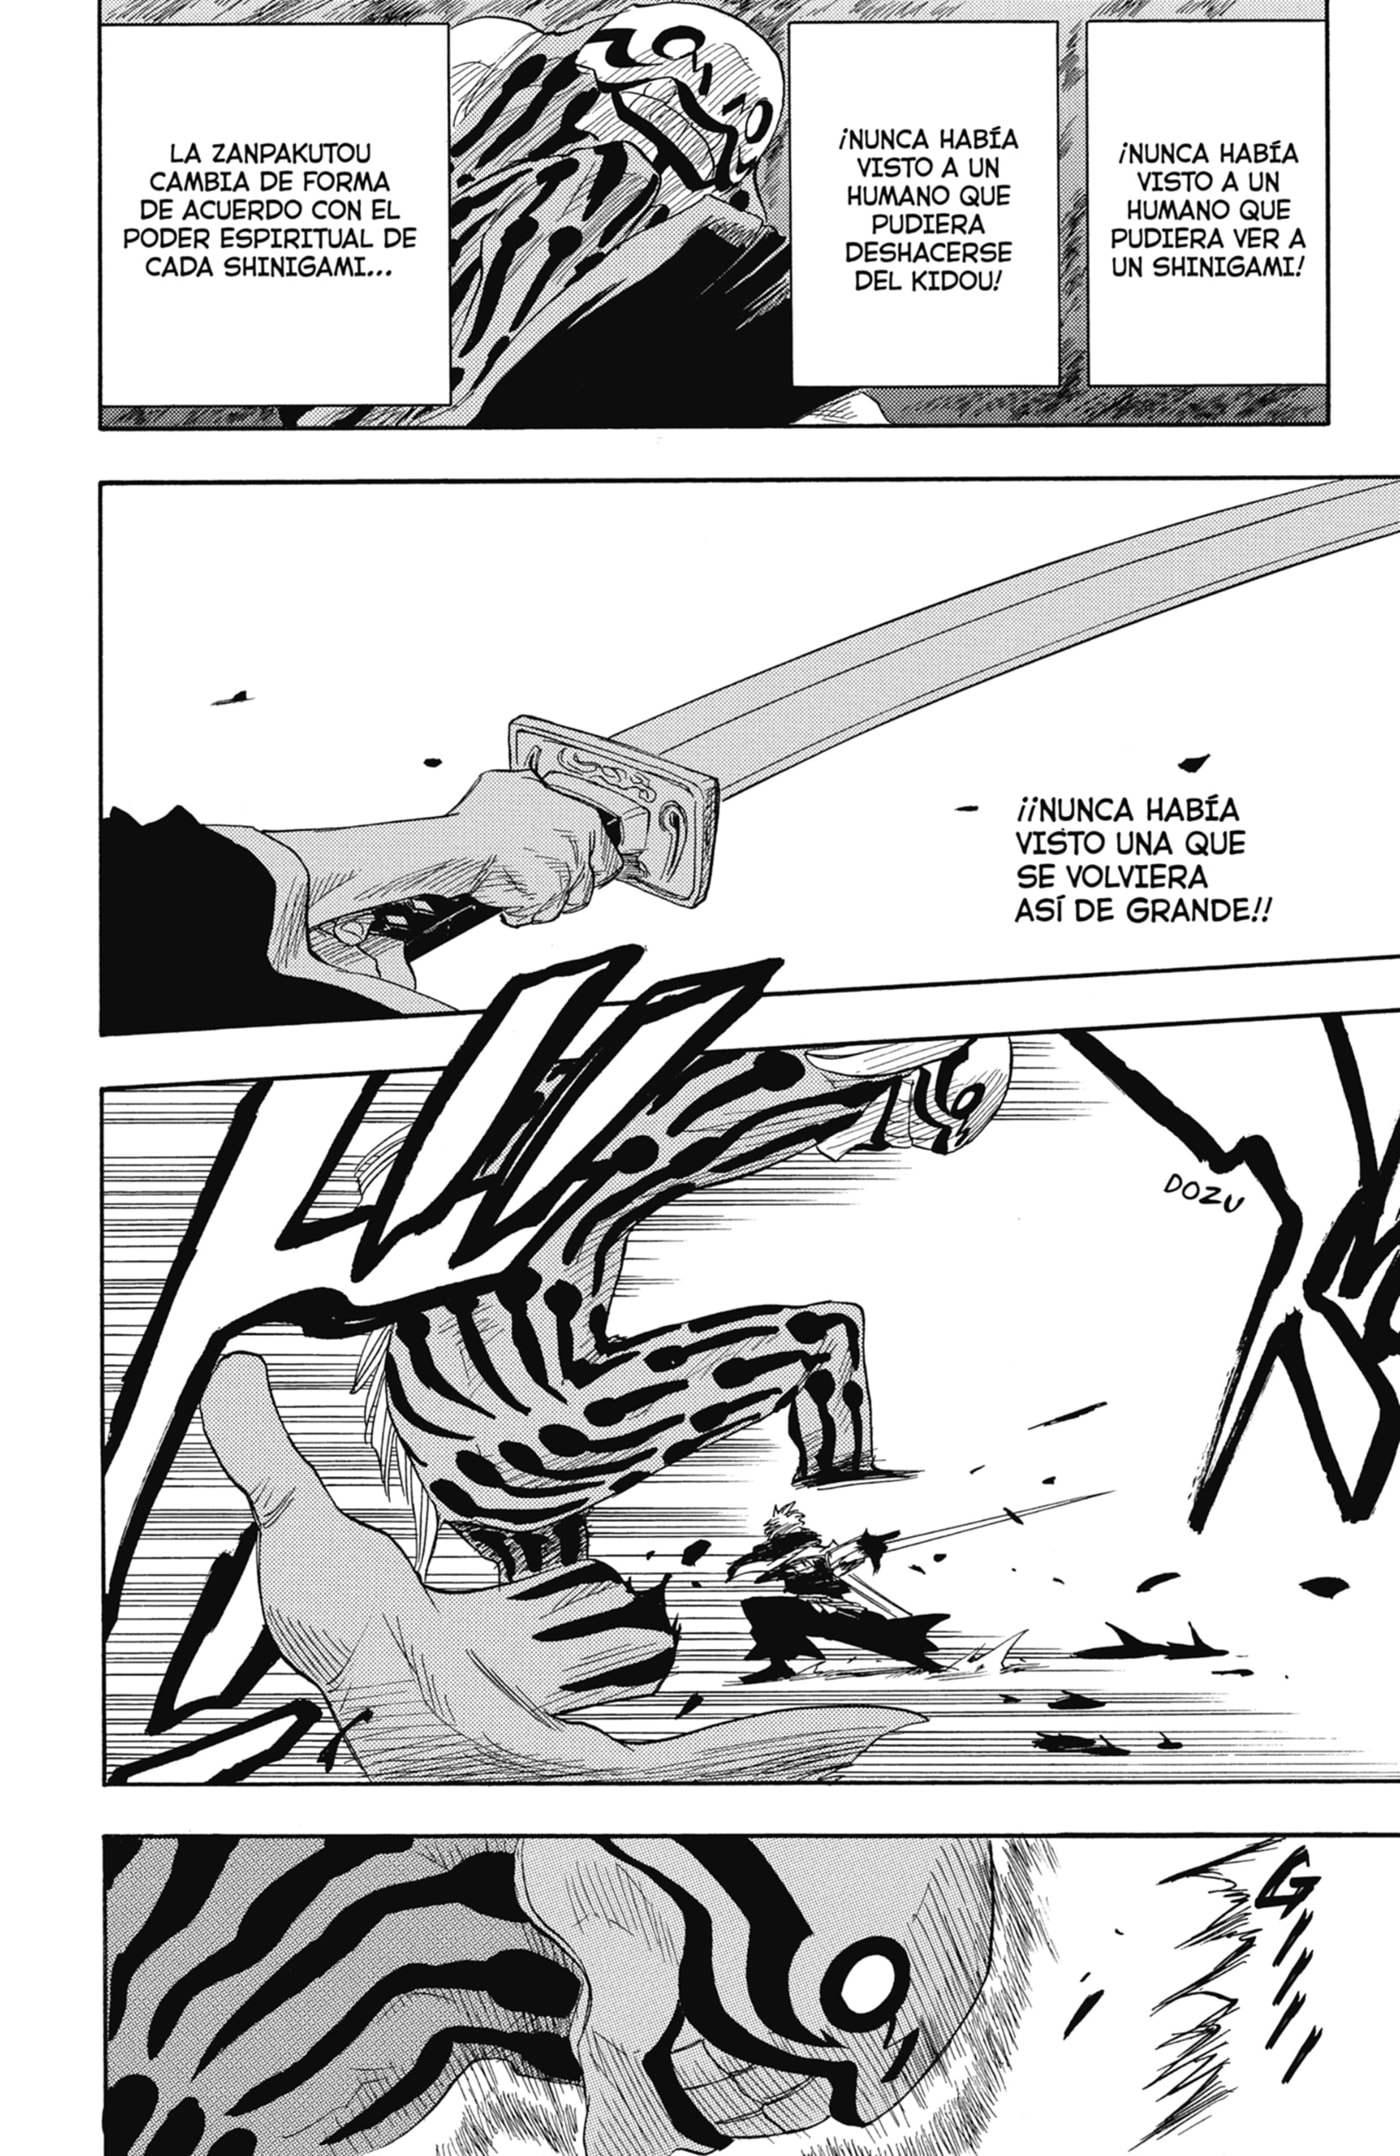 ¡NUNCA HABÍA
VISTO A UN
HUMANO QUE
PUDIERA VER A
UN SHINIGAMI!
¡NUNCA HABÍA
VISTO A UN
HUMANO QUE
PUDIERA
DESHACERSE
DEL KIDOU!
LA ZANPAKUTOU
CAMBIA DE FORMA
DE ACUERDO CON EL
PODER ESPIRITUAL DE
CADA SHINIGAMI...
¡¡NUNCA HABÍA
VISTO UNA QUE
SE VOLVIERA
ASÍ DE GRANDE!!
DOZU